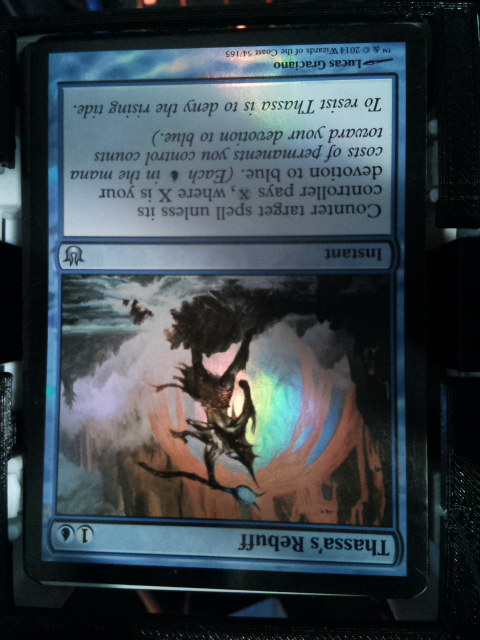 Thassa's Rebuff 1
Instant
Counter target spell unless its
controller pays X, where X is your
devotion to blue. (Each in the mana
costs of permanents you control counts
toward your devotion to blue.)
To resist Thassa is to deny the rising tide.
Lucas Graciano
™ & © 2014 Wizards of the Coast 54/165